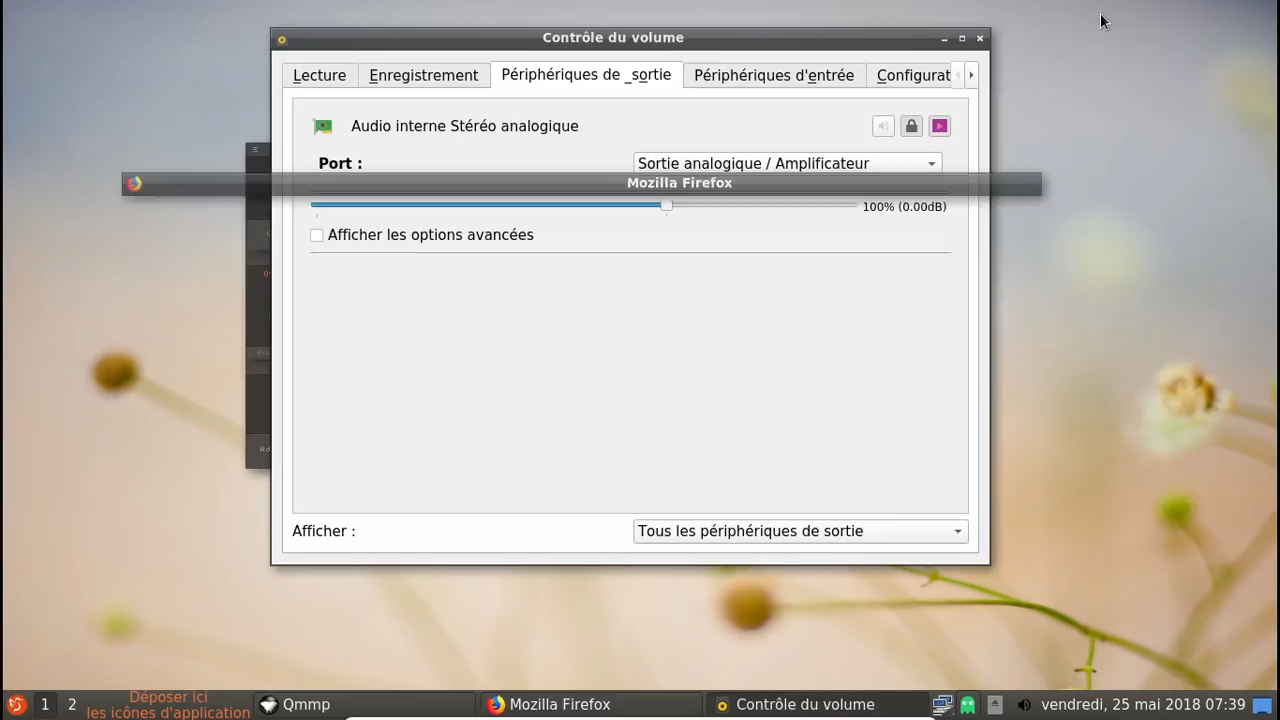 Contrôle du volume
Lecture
Enregistrement
Périphériques de _sortie
Périphériques d'entrée
Configurat
Audio interne Stéréo analogique
Port :
Sortie analogique / Amplificateur
Mozilla Firefox
100% (0.00dB)
Afficher les options avancées
Afficher :
Tous les périphériques de sortie
1
2
Déposer ici
les icônes d'application
Qmmp
Mozilla Firefox
Contrôle du volume
vendredi, 25 mai 2018 07:39